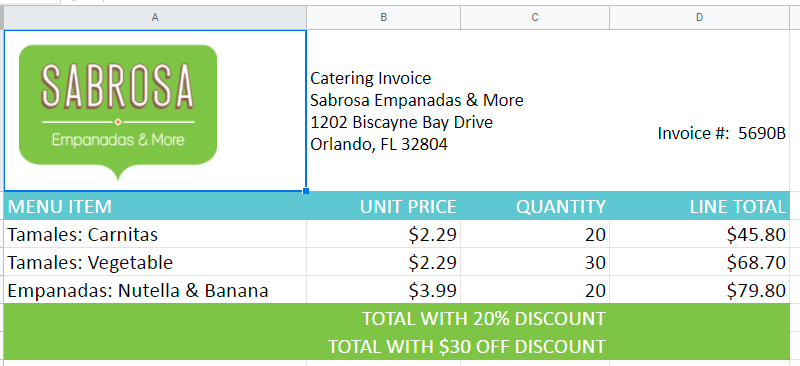 A B C D
SABROSA
Empanadas & More
Catering Invoice
Sabrosa Empanadas & More
1202 Biscayne Bay Drive
Orlando, FL 32804
Invoice #: 5690B
MENU ITEM UNIT PRICE QUANTITY LINE TOTAL
Tamales: Carnitas $2.29 20 $45.80
Tamales: Vegetable $2.29 30 $68.70
Empanadas: Nutella & Banana $3.99 20 $79.80
TOTAL WITH 20% DISCOUNT
TOTAL WITH $30 OFF DISCOUNT